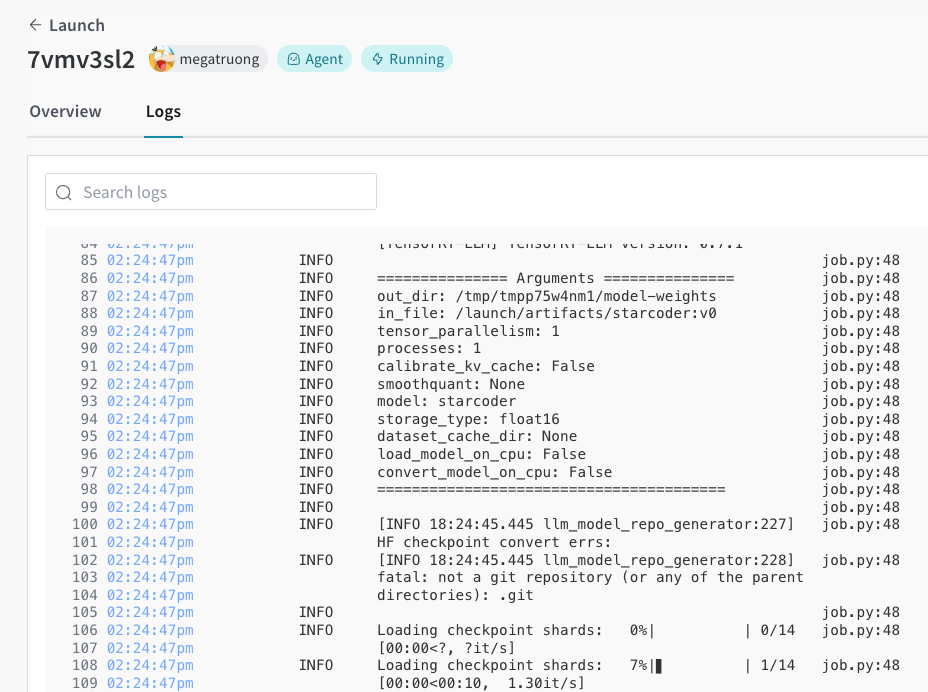 ← Launch
7vmv3sl2 megatruong Agent Running
Overview Logs
Search logs
84 02:24:47pm [TensorRT-LLM] TensorRT-LLM version: 0.7.1
85 02:24:47pm INFO job.py:48
86 02:24:47pm INFO =============== Arguments =============== job.py:48
87 02:24:47pm INFO out_dir: /tmp/tmpp75w4nm1/model-weights job.py:48
88 02:24:47pm INFO in_file: /launch/artifacts/starcoder:v0 job.py:48
89 02:24:47pm INFO tensor_parallelism: 1 job.py:48
90 02:24:47pm INFO processes: 1 job.py:48
91 02:24:47pm INFO calibrate_kv_cache: False job.py:48
92 02:24:47pm INFO smoothquant: None job.py:48
93 02:24:47pm INFO model: starcoder job.py:48
94 02:24:47pm INFO storage_type: float16 job.py:48
95 02:24:47pm INFO dataset_cache_dir: None job.py:48
96 02:24:47pm INFO load_model_on_cpu: False job.py:48
97 02:24:47pm INFO convert_model_on_cpu: False job.py:48
98 02:24:47pm INFO ======================================== job.py:48
99 02:24:47pm INFO job.py:48
100 02:24:47pm INFO [INFO 18:24:45.445 llm_model_repo_generator:227] job.py:48
101 02:24:47pm HF checkpoint convert errs:
102 02:24:47pm INFO [INFO 18:24:45.445 llm_model_repo_generator:228] job.py:48
103 02:24:47pm fatal: not a git repository (or any of the parent
104 02:24:47pm directories): .git
105 02:24:47pm INFO job.py:48
106 02:24:47pm INFO Loading checkpoint shards: 0%| | 0/14 job.py:48
107 02:24:47pm [00:00<?, ?it/s]
108 02:24:47pm INFO Loading checkpoint shards: 7%|▋ | 1/14 job.py:48
109 02:24:47pm [00:00<00:10, 1.30it/s]